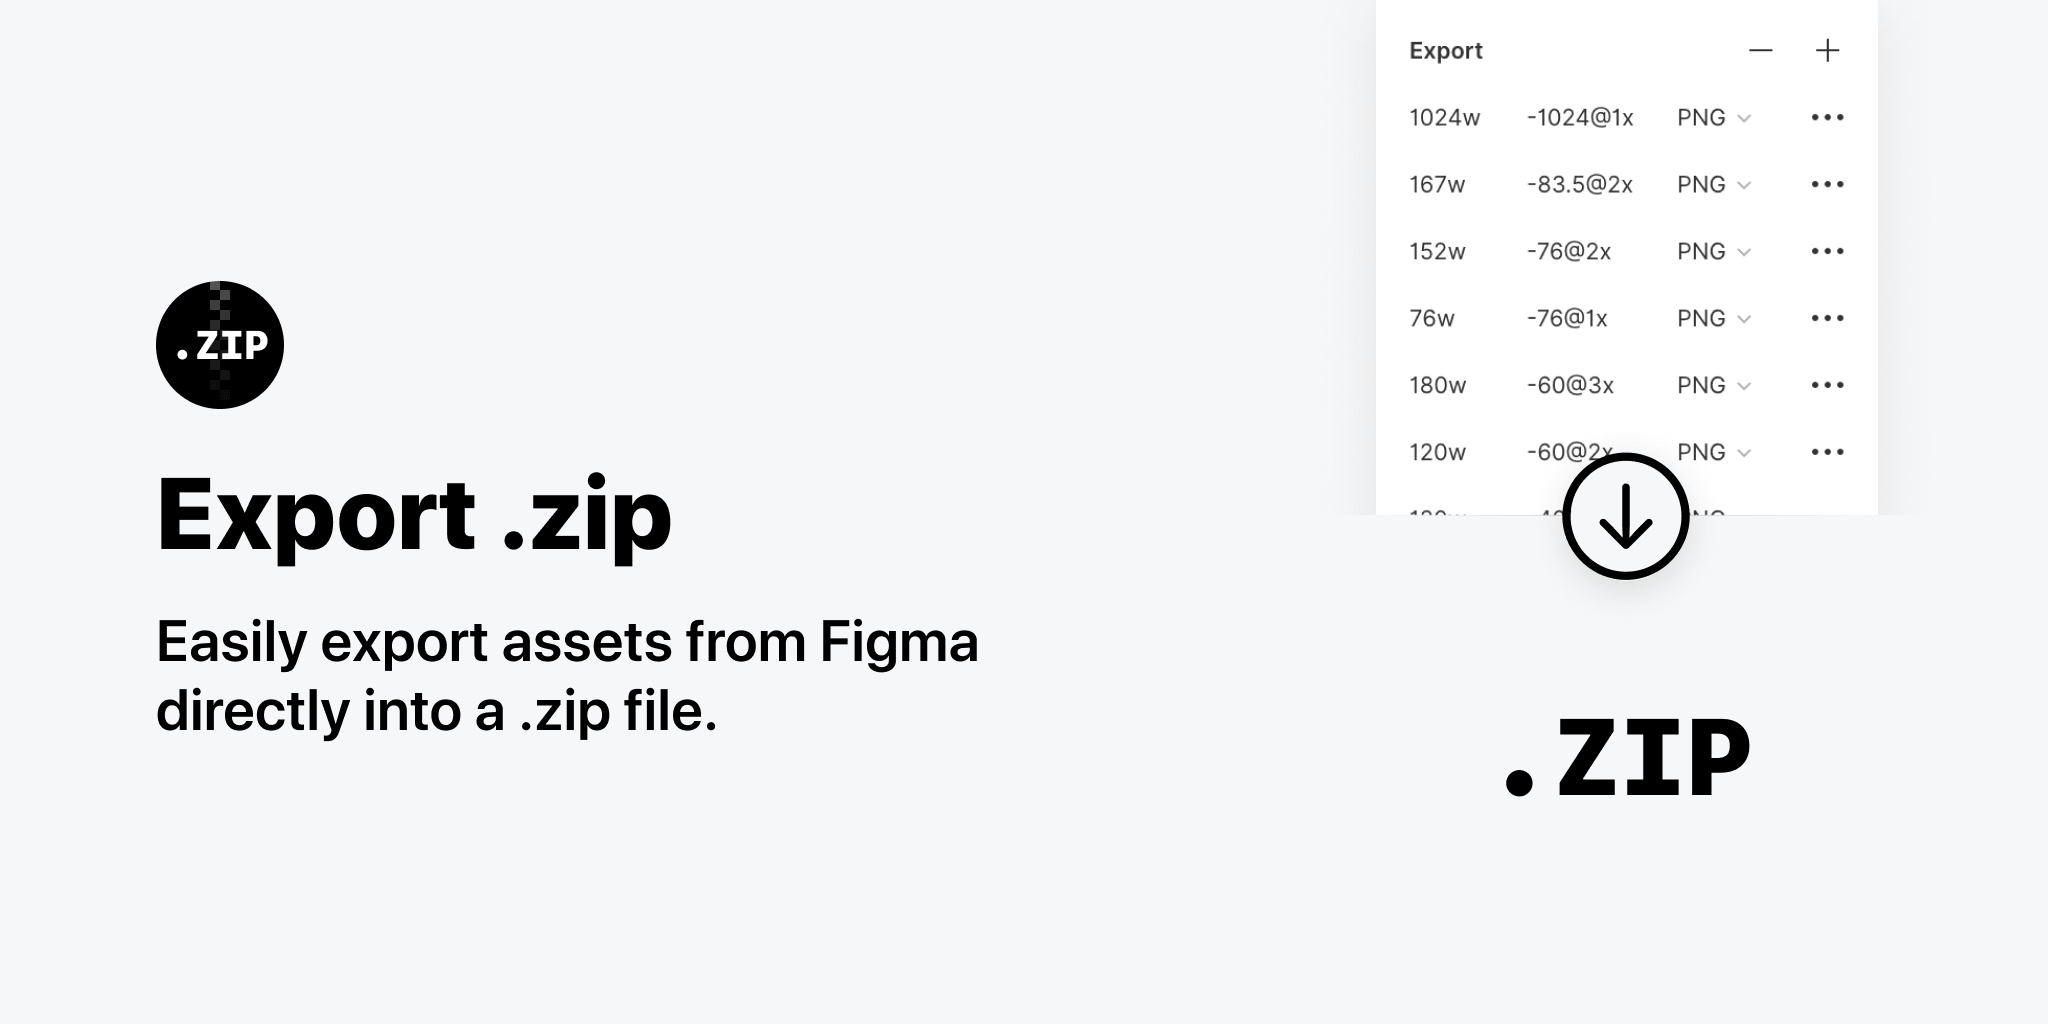 .ZIP
Export .zip
Easily export assets from Figma
directly into a .zip file.
Export
1024w -1024@1x PNG
167w -83.5@2x PNG
152w -76@2x PNG
76w -76@1x PNG
180w -60@3x PNG
120w -60@2x PNG
.ZIP